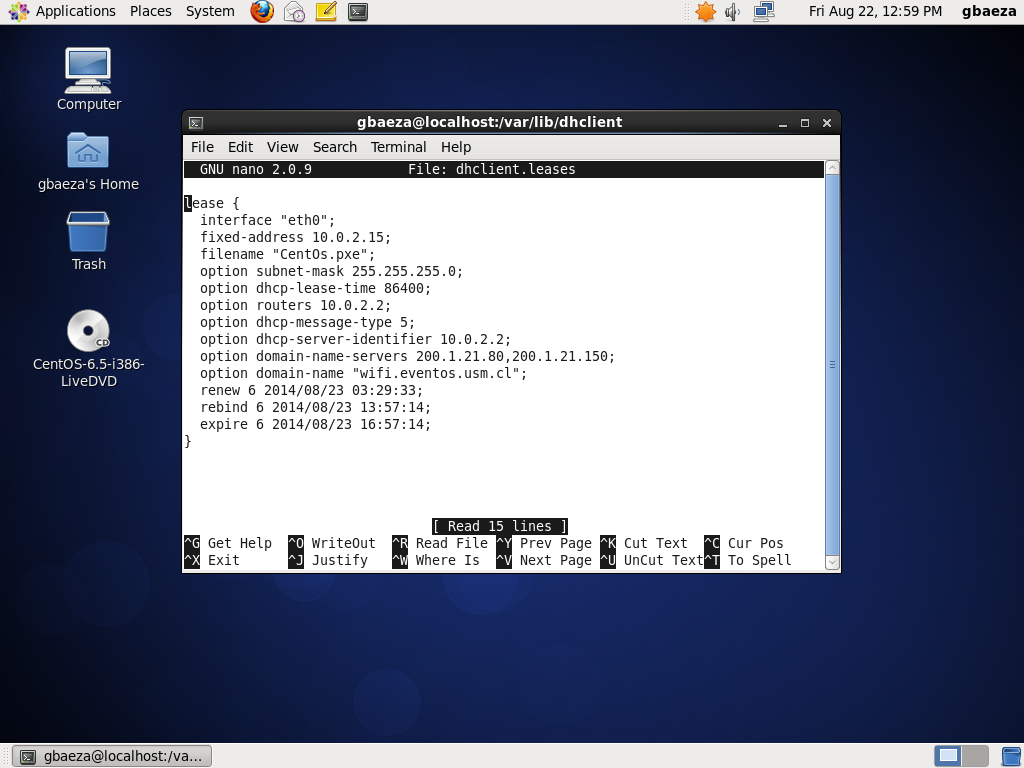 Applications Places System Fri Aug 22, 12:59 PM gbaeza
Computer
gbaeza's Home
Trash
CD
CentOS-6.5-i386-
LiveDVD
gbaeza@localhost:/var/lib/dhclient
File Edit View Search Terminal Help
GNU nano 2.0.9 File: dhclient.leases
lease {
  interface "eth0";
  fixed-address 10.0.2.15;
  filename "CentOs.pxe";
  option subnet-mask 255.255.255.0;
  option dhcp-lease-time 86400;
  option routers 10.0.2.2;
  option dhcp-message-type 5;
  option dhcp-server-identifier 10.0.2.2;
  option domain-name-servers 200.1.21.80,200.1.21.150;
  option domain-name "wifi.eventos.usm.cl";
  renew 6 2014/08/23 03:29:33;
  rebind 6 2014/08/23 13:57:14;
  expire 6 2014/08/23 16:57:14;
}
[ Read 15 lines ]
^G Get Help ^O WriteOut ^R Read File ^Y Prev Page ^K Cut Text ^C Cur Pos
^X Exit ^J Justify ^W Where Is ^V Next Page ^U UnCut Text ^T To Spell
gbaeza@localhost:/va...